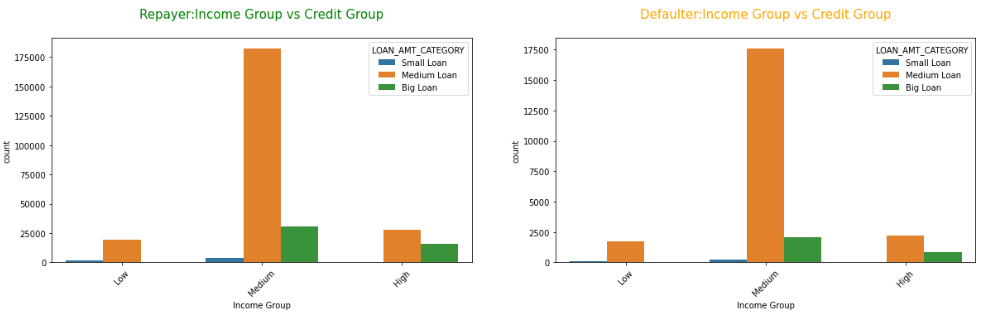 Repayer:Income Group vs Credit Group
LOAN_AMT_CATEGORY
Small Loan
Medium Loan
Big Loan
175000
150000
125000
100000
75000
50000
25000
0
count
Low
Medium
High
Income Group
Defaulter:Income Group vs Credit Group
LOAN_AMT_CATEGORY
Small Loan
Medium Loan
Big Loan
17500
15000
12500
10000
7500
5000
2500
0
count
Low
Medium
High
Income Group